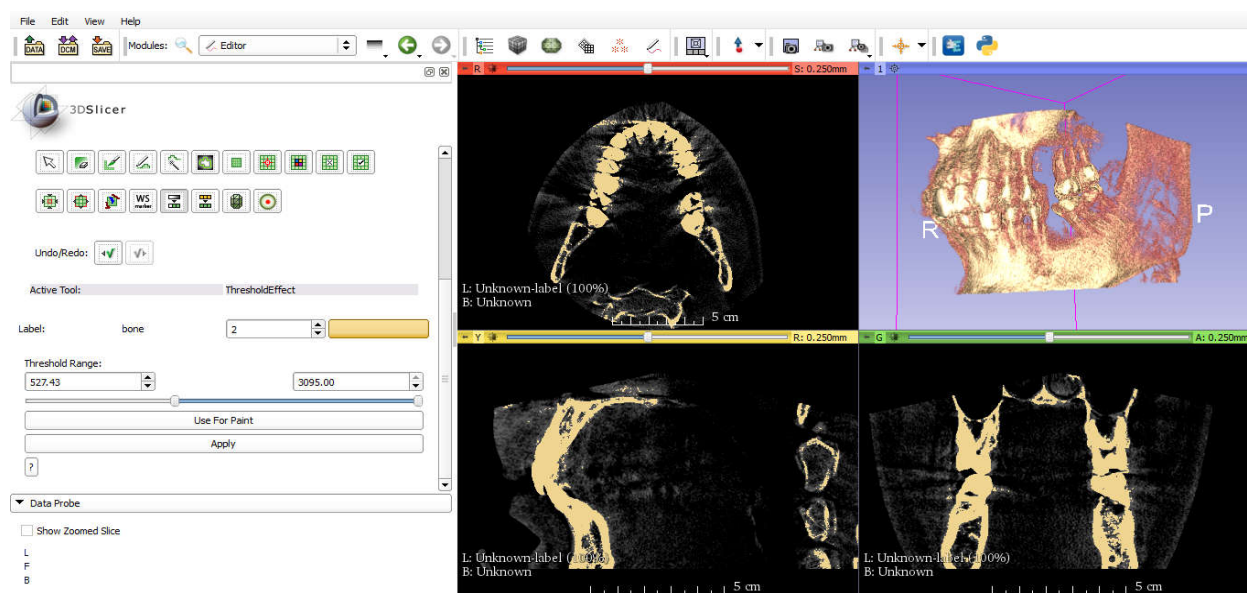 File Edit View Help
DATA DCM SAVE Modules: Editor
3DSlicer
WS
marker
Undo/Redo:
Active Tool: ThresholdEffect
Label: bone 2
Threshold Range:
527.43 3095.00
Use For Paint
Apply
?
Data Probe
Show Zoomed Slice
L
F
B
R S: 0.250mm
L: Unknown-label (100%)
B: Unknown
5 cm
1
R
P
Y R: 0.250mm
L: Unknown-label (100%)
B: Unknown
5 cm
G A: 0.250mm
L: Unknown-label (100%)
B: Unknown
5 cm